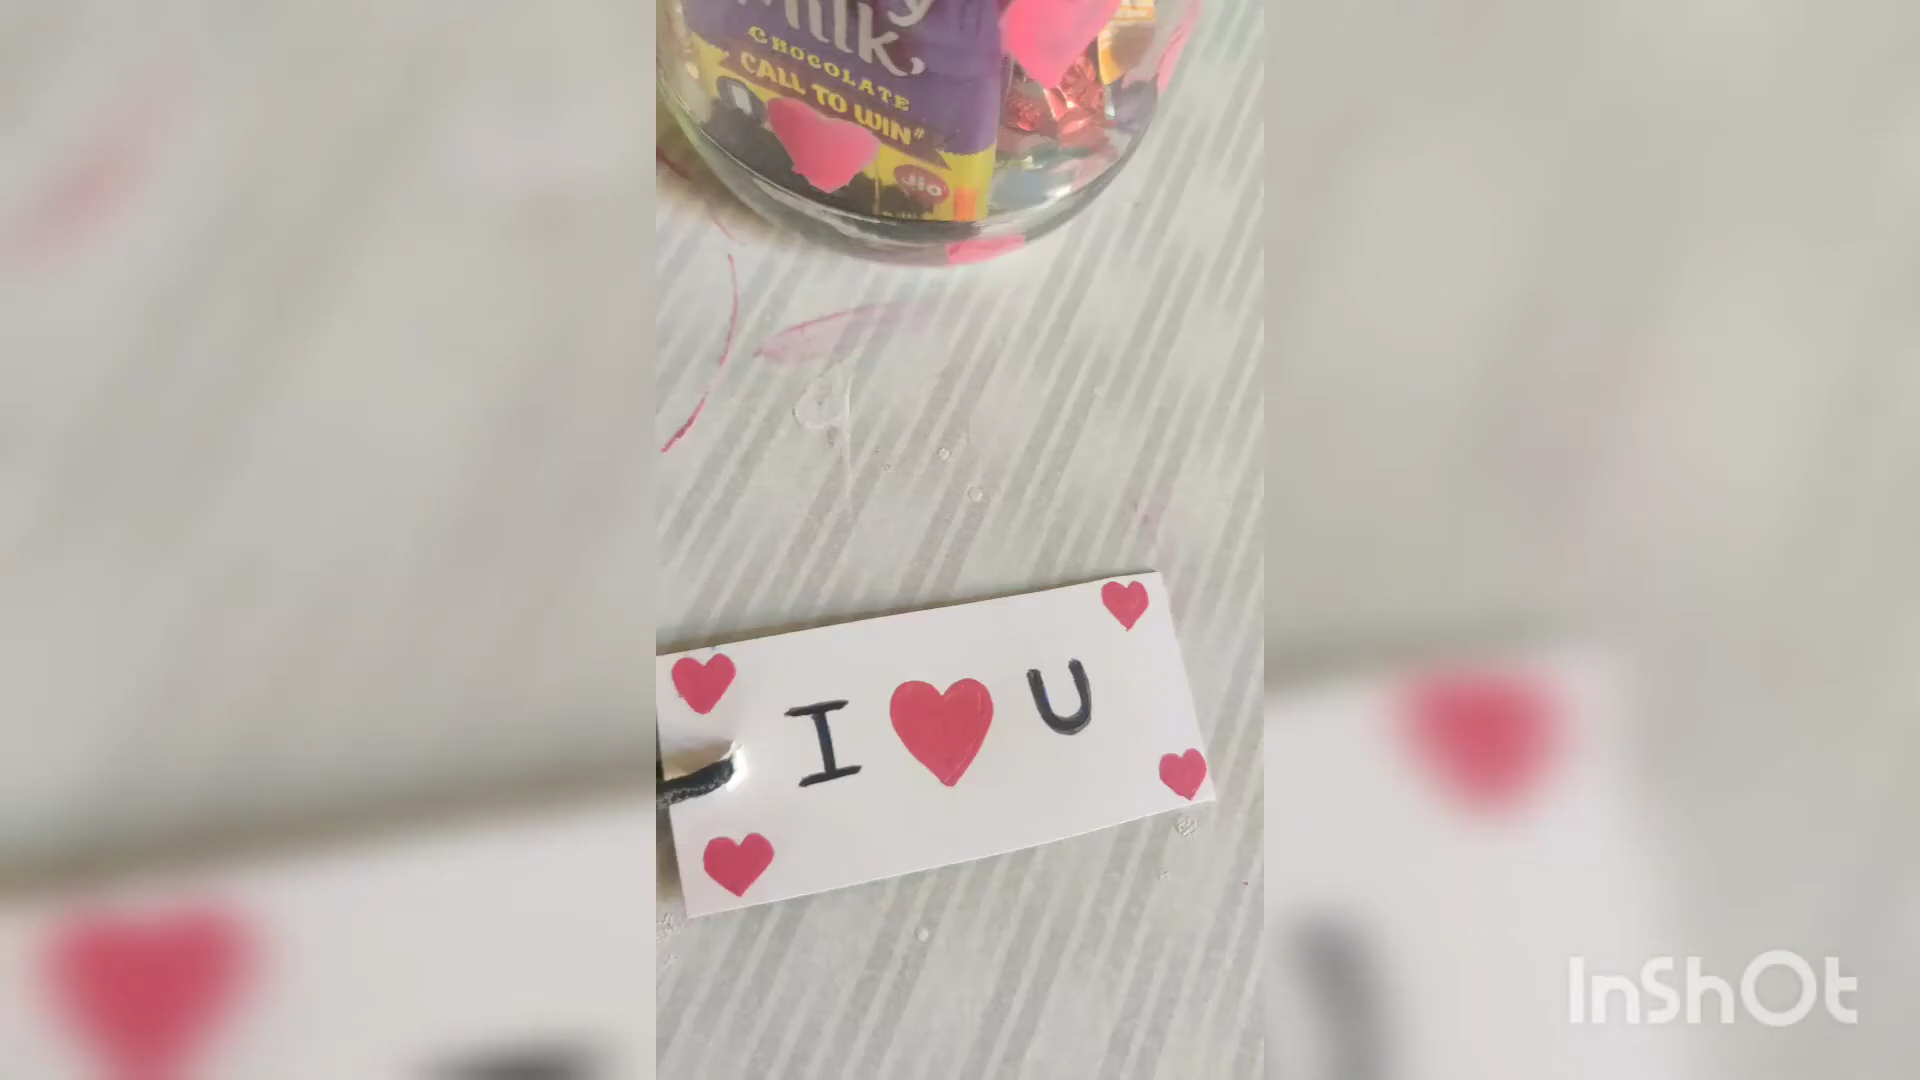 Milk
CHOCOLATE
CALL TO WIN#
Jio
I ❤ U
InShOt